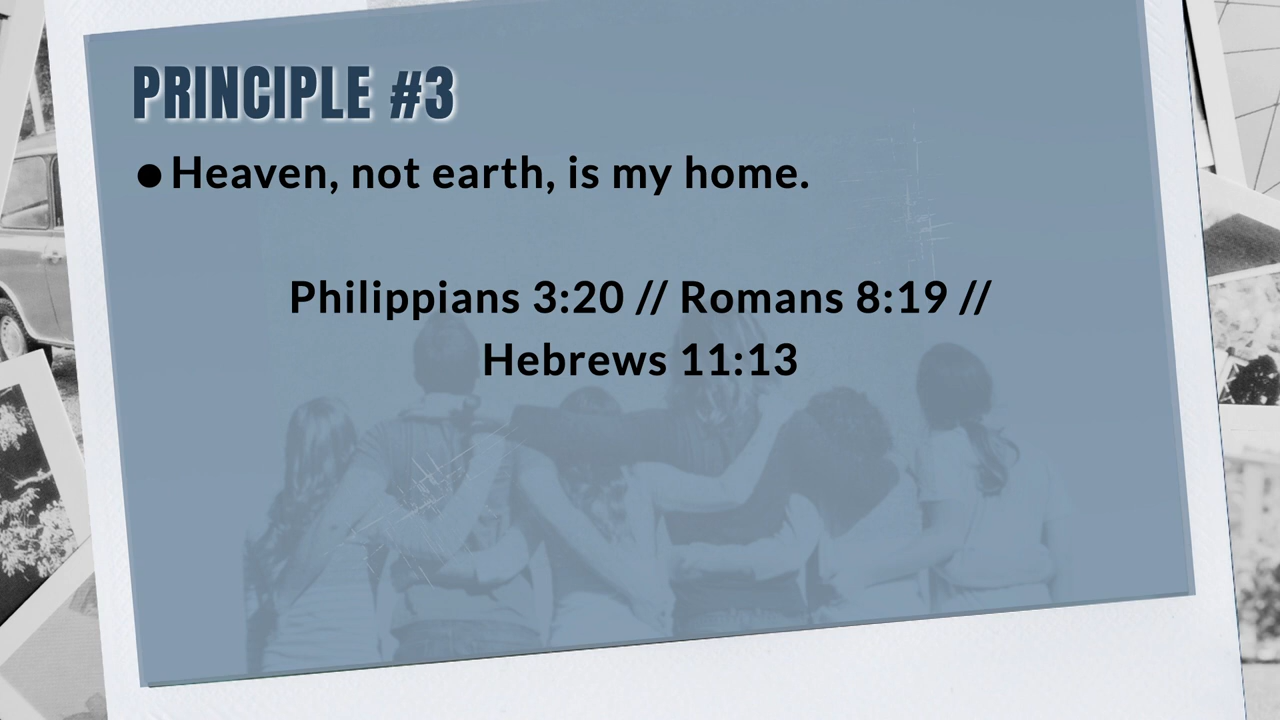 PRINCIPLE #3
● Heaven, not earth, is my home.
Philippians 3:20 // Romans 8:19 //
Hebrews 11:13